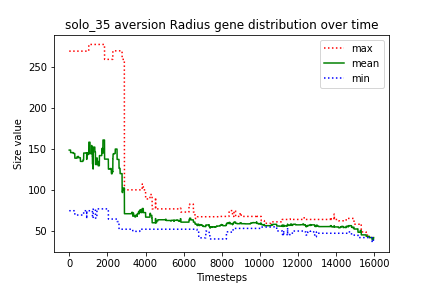 solo_35 aversion Radius gene distribution over time
max
mean
min
Size value
250
200
150
100
50
0 2000 4000 6000 8000 10000 12000 14000 16000
Timesteps